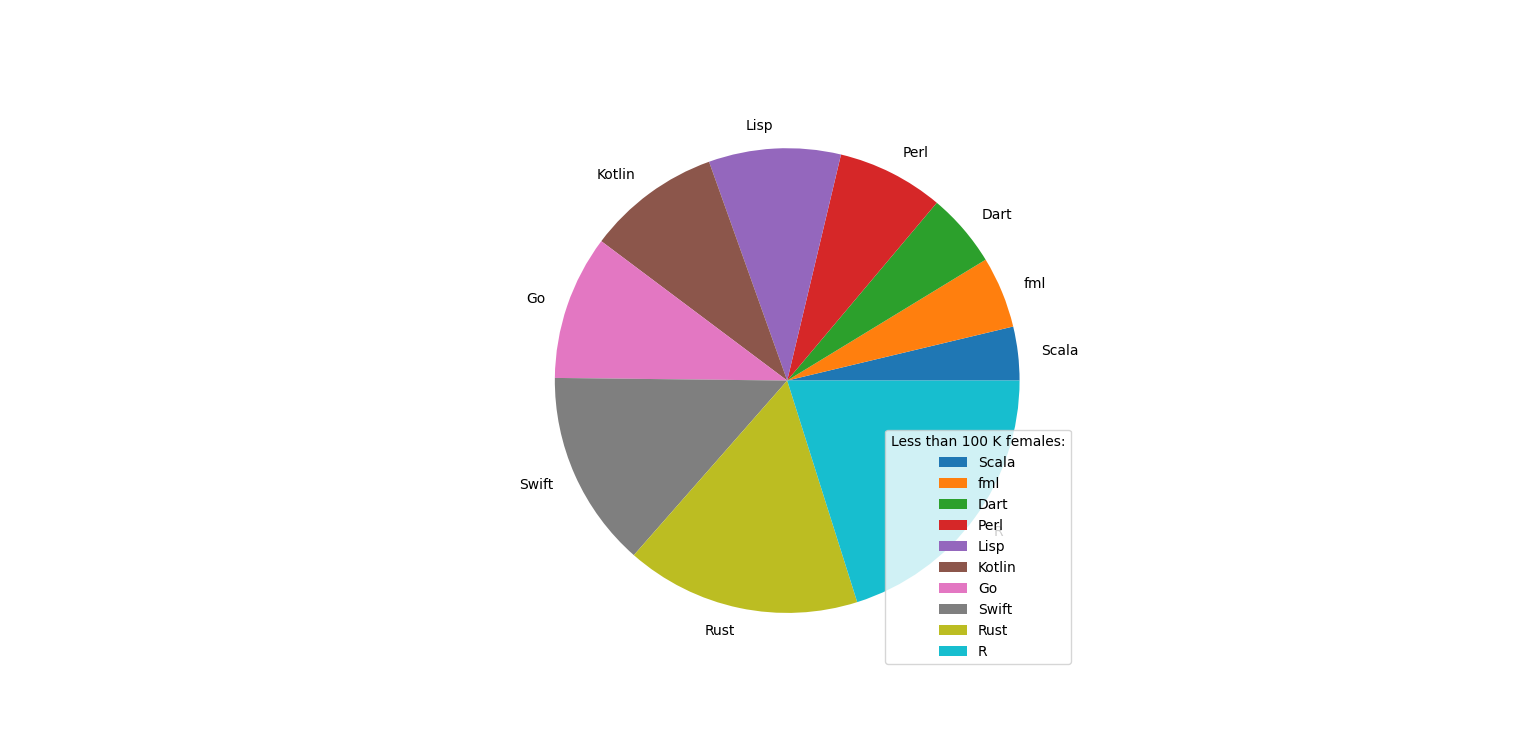 Lisp
Perl
Kotlin
Dart
fml
Go
Scala
Swift
Rust
R
Less than 100 K females:
Scala
fml
Dart
Perl
Lisp
Kotlin
Go
Swift
Rust
R